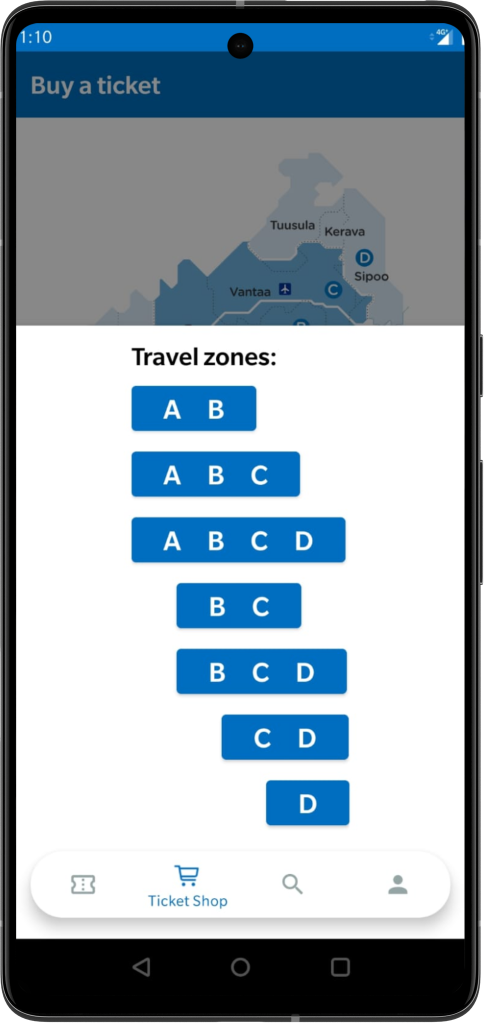 1:10
4G
Buy a ticket
Tuusula
Kerava
D
Sipoo
Vantaa
C
Travel zones:
A B
A B C
A B C D
B C
B C D
C D
D
Ticket Shop